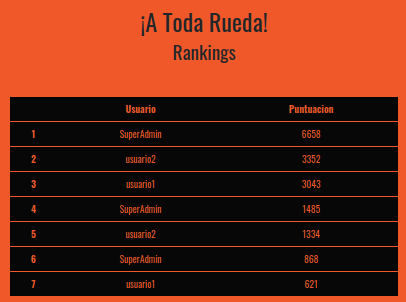 ¡A Toda Rueda!
Rankings
Usuario Puntuacion
1 SuperAdmin 6658
2 usuario2 3352
3 usuario1 3043
4 SuperAdmin 1485
5 usuario2 1334
6 SuperAdmin 868
7 usuario1 621